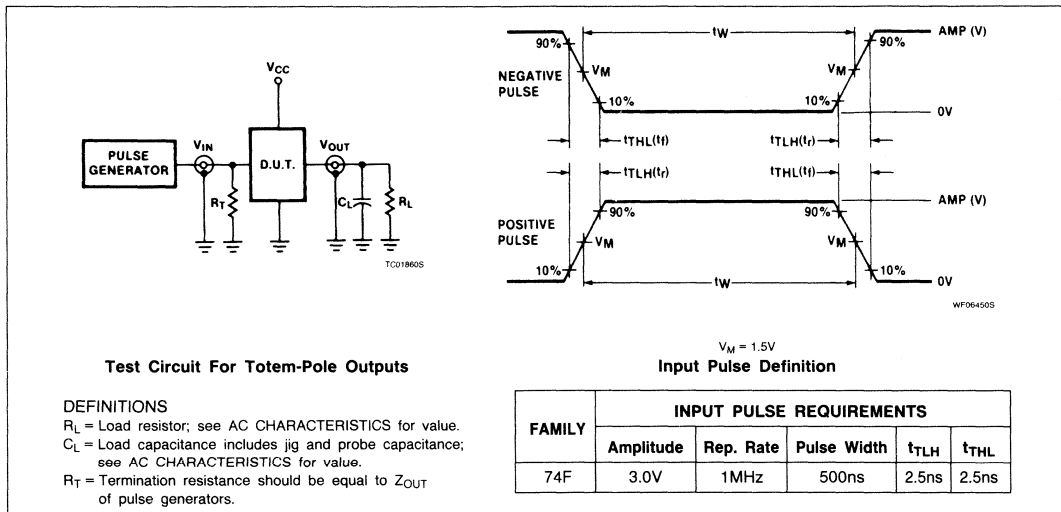 VCC
PULSE
GENERATOR
VIN
RT
D.U.T.
VOUT
CL
RL
TC01860S
Test Circuit For Totem-Pole Outputs
DEFINITIONS
RL = Load resistor; see AC CHARACTERISTICS for value.
CL = Load capacitance includes jig and probe capacitance;
see AC CHARACTERISTICS for value.
RT = Termination resistance should be equal to ZOUT
of pulse generators.
NEGATIVE
PULSE
90%
VM
10%
tW
10%
VM
90%
AMP (V)
0V
tTHL(tf)
tTLH(tr)
tTLH(tr)
tTHL(tf)
POSITIVE
PULSE
10%
VM
90%
90%
VM
10%
tW
AMP (V)
0V
WF06450S
VM = 1.5V
Input Pulse Definition
FAMILY
INPUT PULSE REQUIREMENTS
Amplitude Rep. Rate Pulse Width tTLH tTHL
74F 3.0V 1MHz 500ns 2.5ns 2.5ns